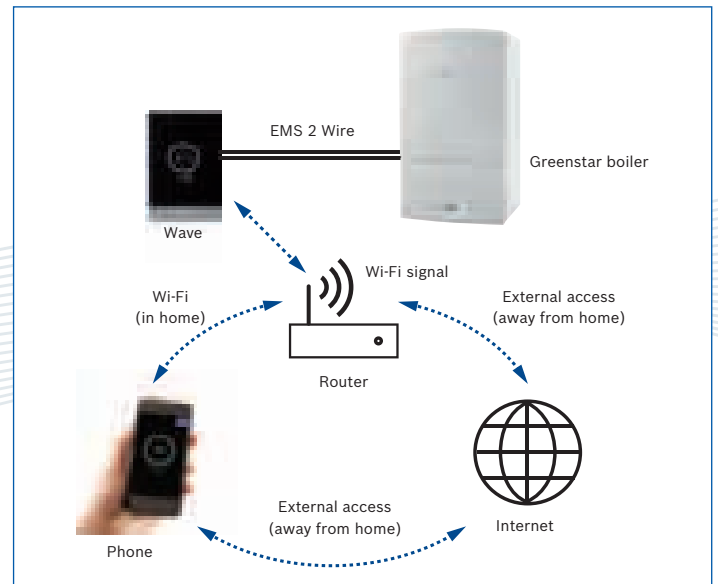 EMS 2 Wire
Greenstar boiler
Wave
Wi-Fi signal
Wi-Fi
(in home)
External access
(away from home)
Router
External access
(away from home)
Internet
Phone